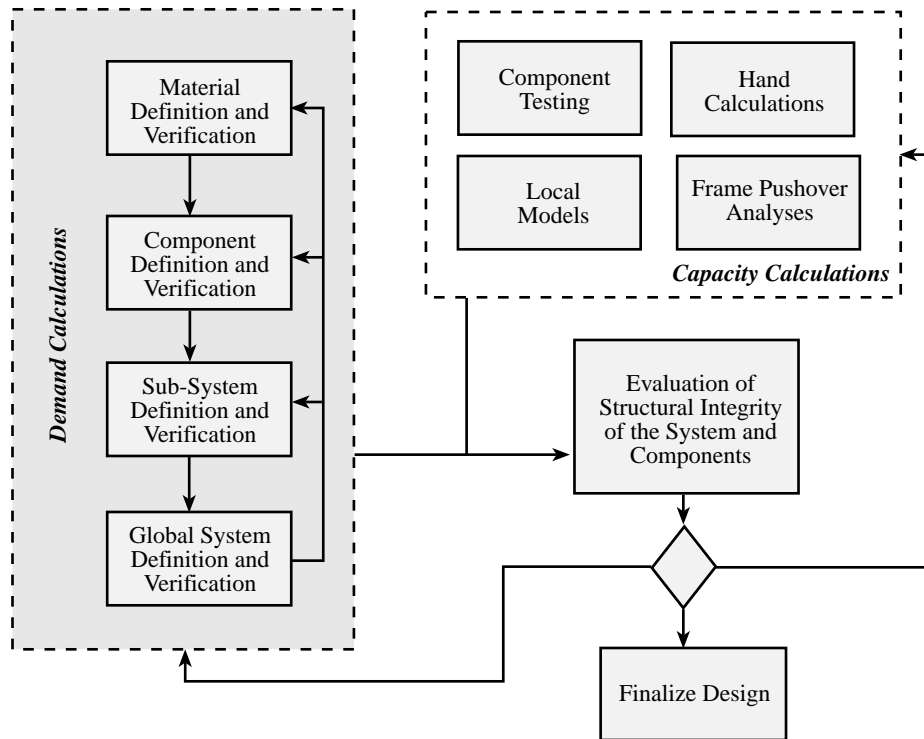 Demand Calculations
Material
Definition and
Verification
Component
Definition and
Verification
Sub-System
Definition and
Verification
Global System
Definition and
Verification
Component
Testing
Hand
Calculations
Local
Models
Frame Pushover
Analyses
Capacity Calculations
Evaluation of
Structural Integrity
of the System and
Components
Finalize Design